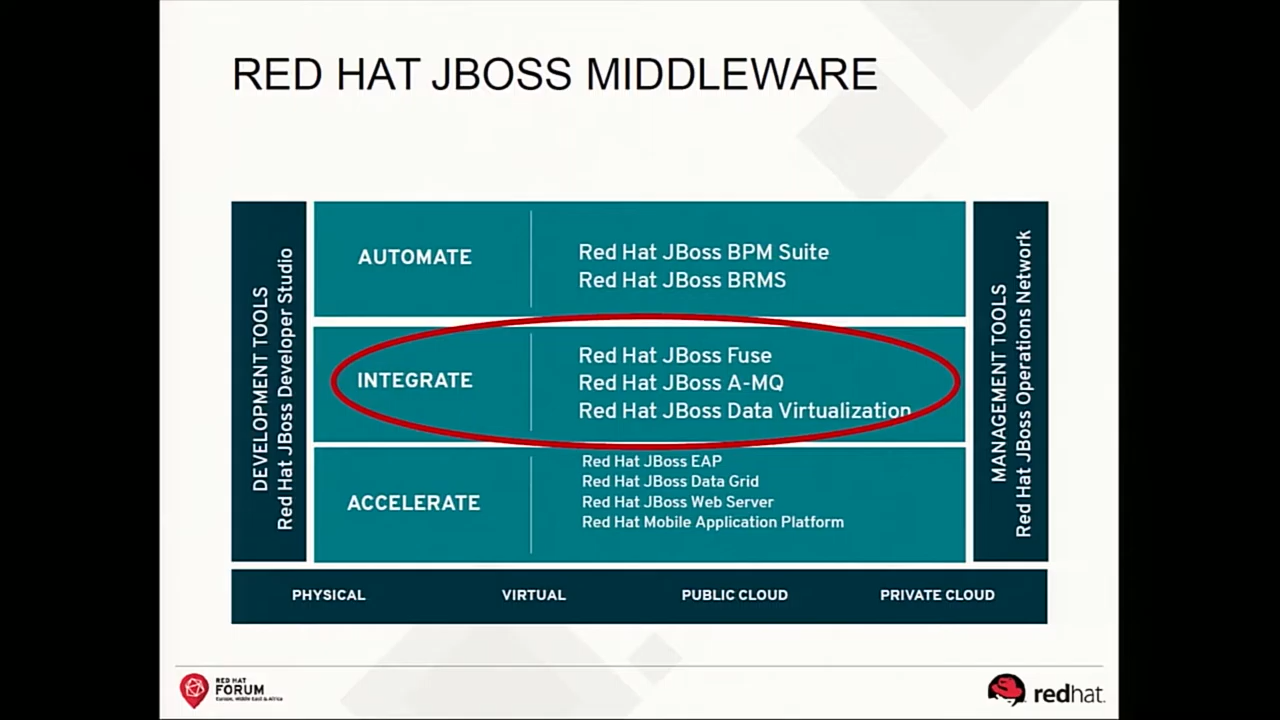 RED HAT JBOSS MIDDLEWARE
DEVELOPMENT TOOLS
Red Hat JBoss Developer Studio
AUTOMATE
Red Hat JBoss BPM Suite
Red Hat JBoss BRMS
INTEGRATE
Red Hat JBoss Fuse
Red Hat JBoss A-MQ
Red Hat JBoss Data Virtualization
ACCELERATE
Red Hat JBoss EAP
Red Hat JBoss Data Grid
Red Hat JBoss Web Server
Red Hat Mobile Application Platform
MANAGEMENT TOOLS
Red Hat JBoss Operations Network
PHYSICAL VIRTUAL PUBLIC CLOUD PRIVATE CLOUD
RED HAT
FORUM
Europe, Middle East & Africa
redhat.